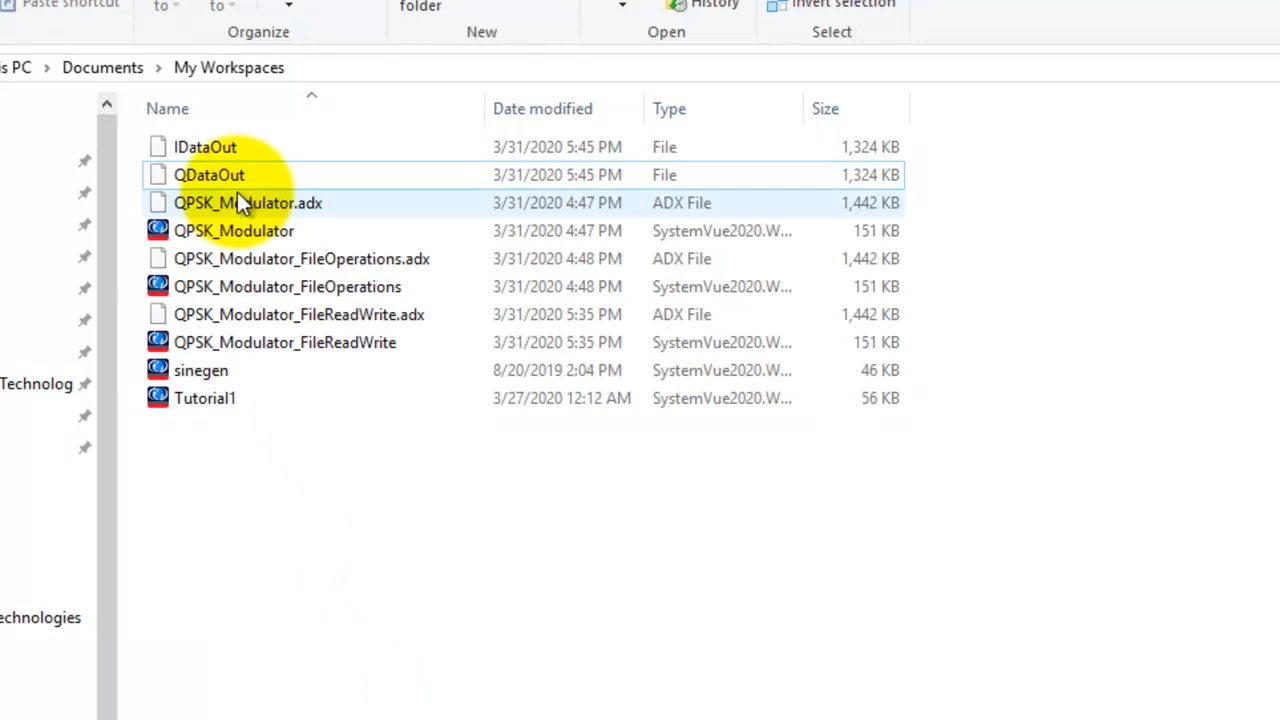 Paste shortcut to to folder History Invert selection
Organize New Open Select
is PC > Documents > My Workspaces
Name Date modified Type Size
IDataOut 3/31/2020 5:45 PM File 1,324 KB
QDataOut 3/31/2020 5:45 PM File 1,324 KB
QPSK_Modulator.adx 3/31/2020 4:47 PM ADX File 1,442 KB
QPSK_Modulator 3/31/2020 4:47 PM SystemVue2020.W... 151 KB
QPSK_Modulator_FileOperations.adx 3/31/2020 4:48 PM ADX File 1,442 KB
QPSK_Modulator_FileOperations 3/31/2020 4:48 PM SystemVue2020.W... 151 KB
QPSK_Modulator_FileReadWrite.adx 3/31/2020 5:35 PM ADX File 1,442 KB
QPSK_Modulator_FileReadWrite 3/31/2020 5:35 PM SystemVue2020.W... 151 KB
sinegen 8/20/2019 2:04 PM SystemVue2020.W... 46 KB
Technolog
Tutorial1 3/27/2020 12:12 AM SystemVue2020.W... 56 KB
echnologies